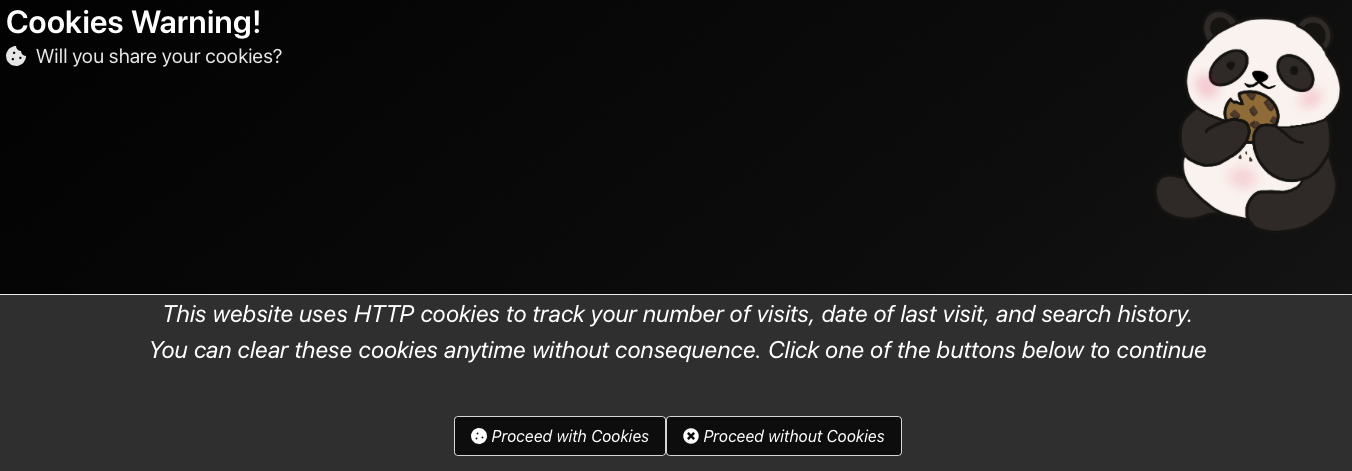 Cookies Warning!
Will you share your cookies?
This website uses HTTP cookies to track your number of visits, date of last visit, and search history.
You can clear these cookies anytime without consequence. Click one of the buttons below to continue
Proceed with Cookies Proceed without Cookies